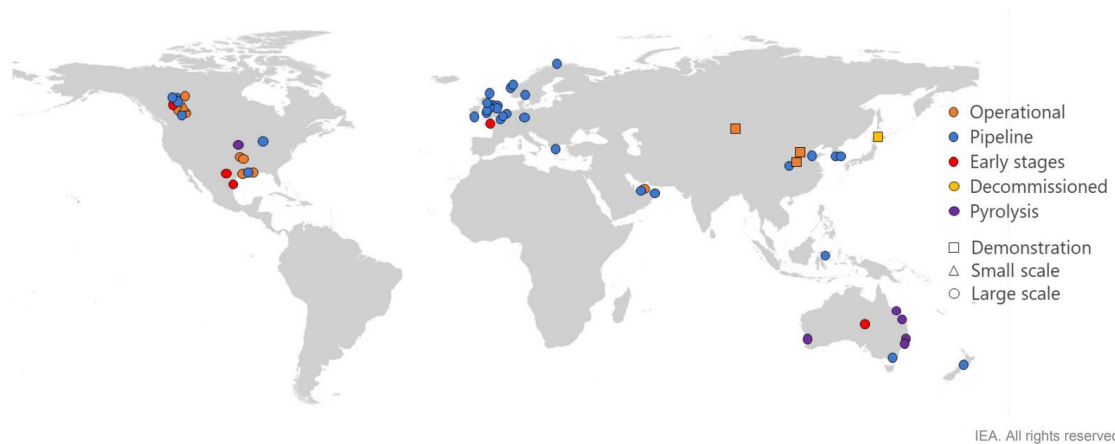 Operational
Pipeline
Early stages
Decommissioned
Pyrolysis
Demonstration
Small scale
Large scale
IEA. All rights reserved